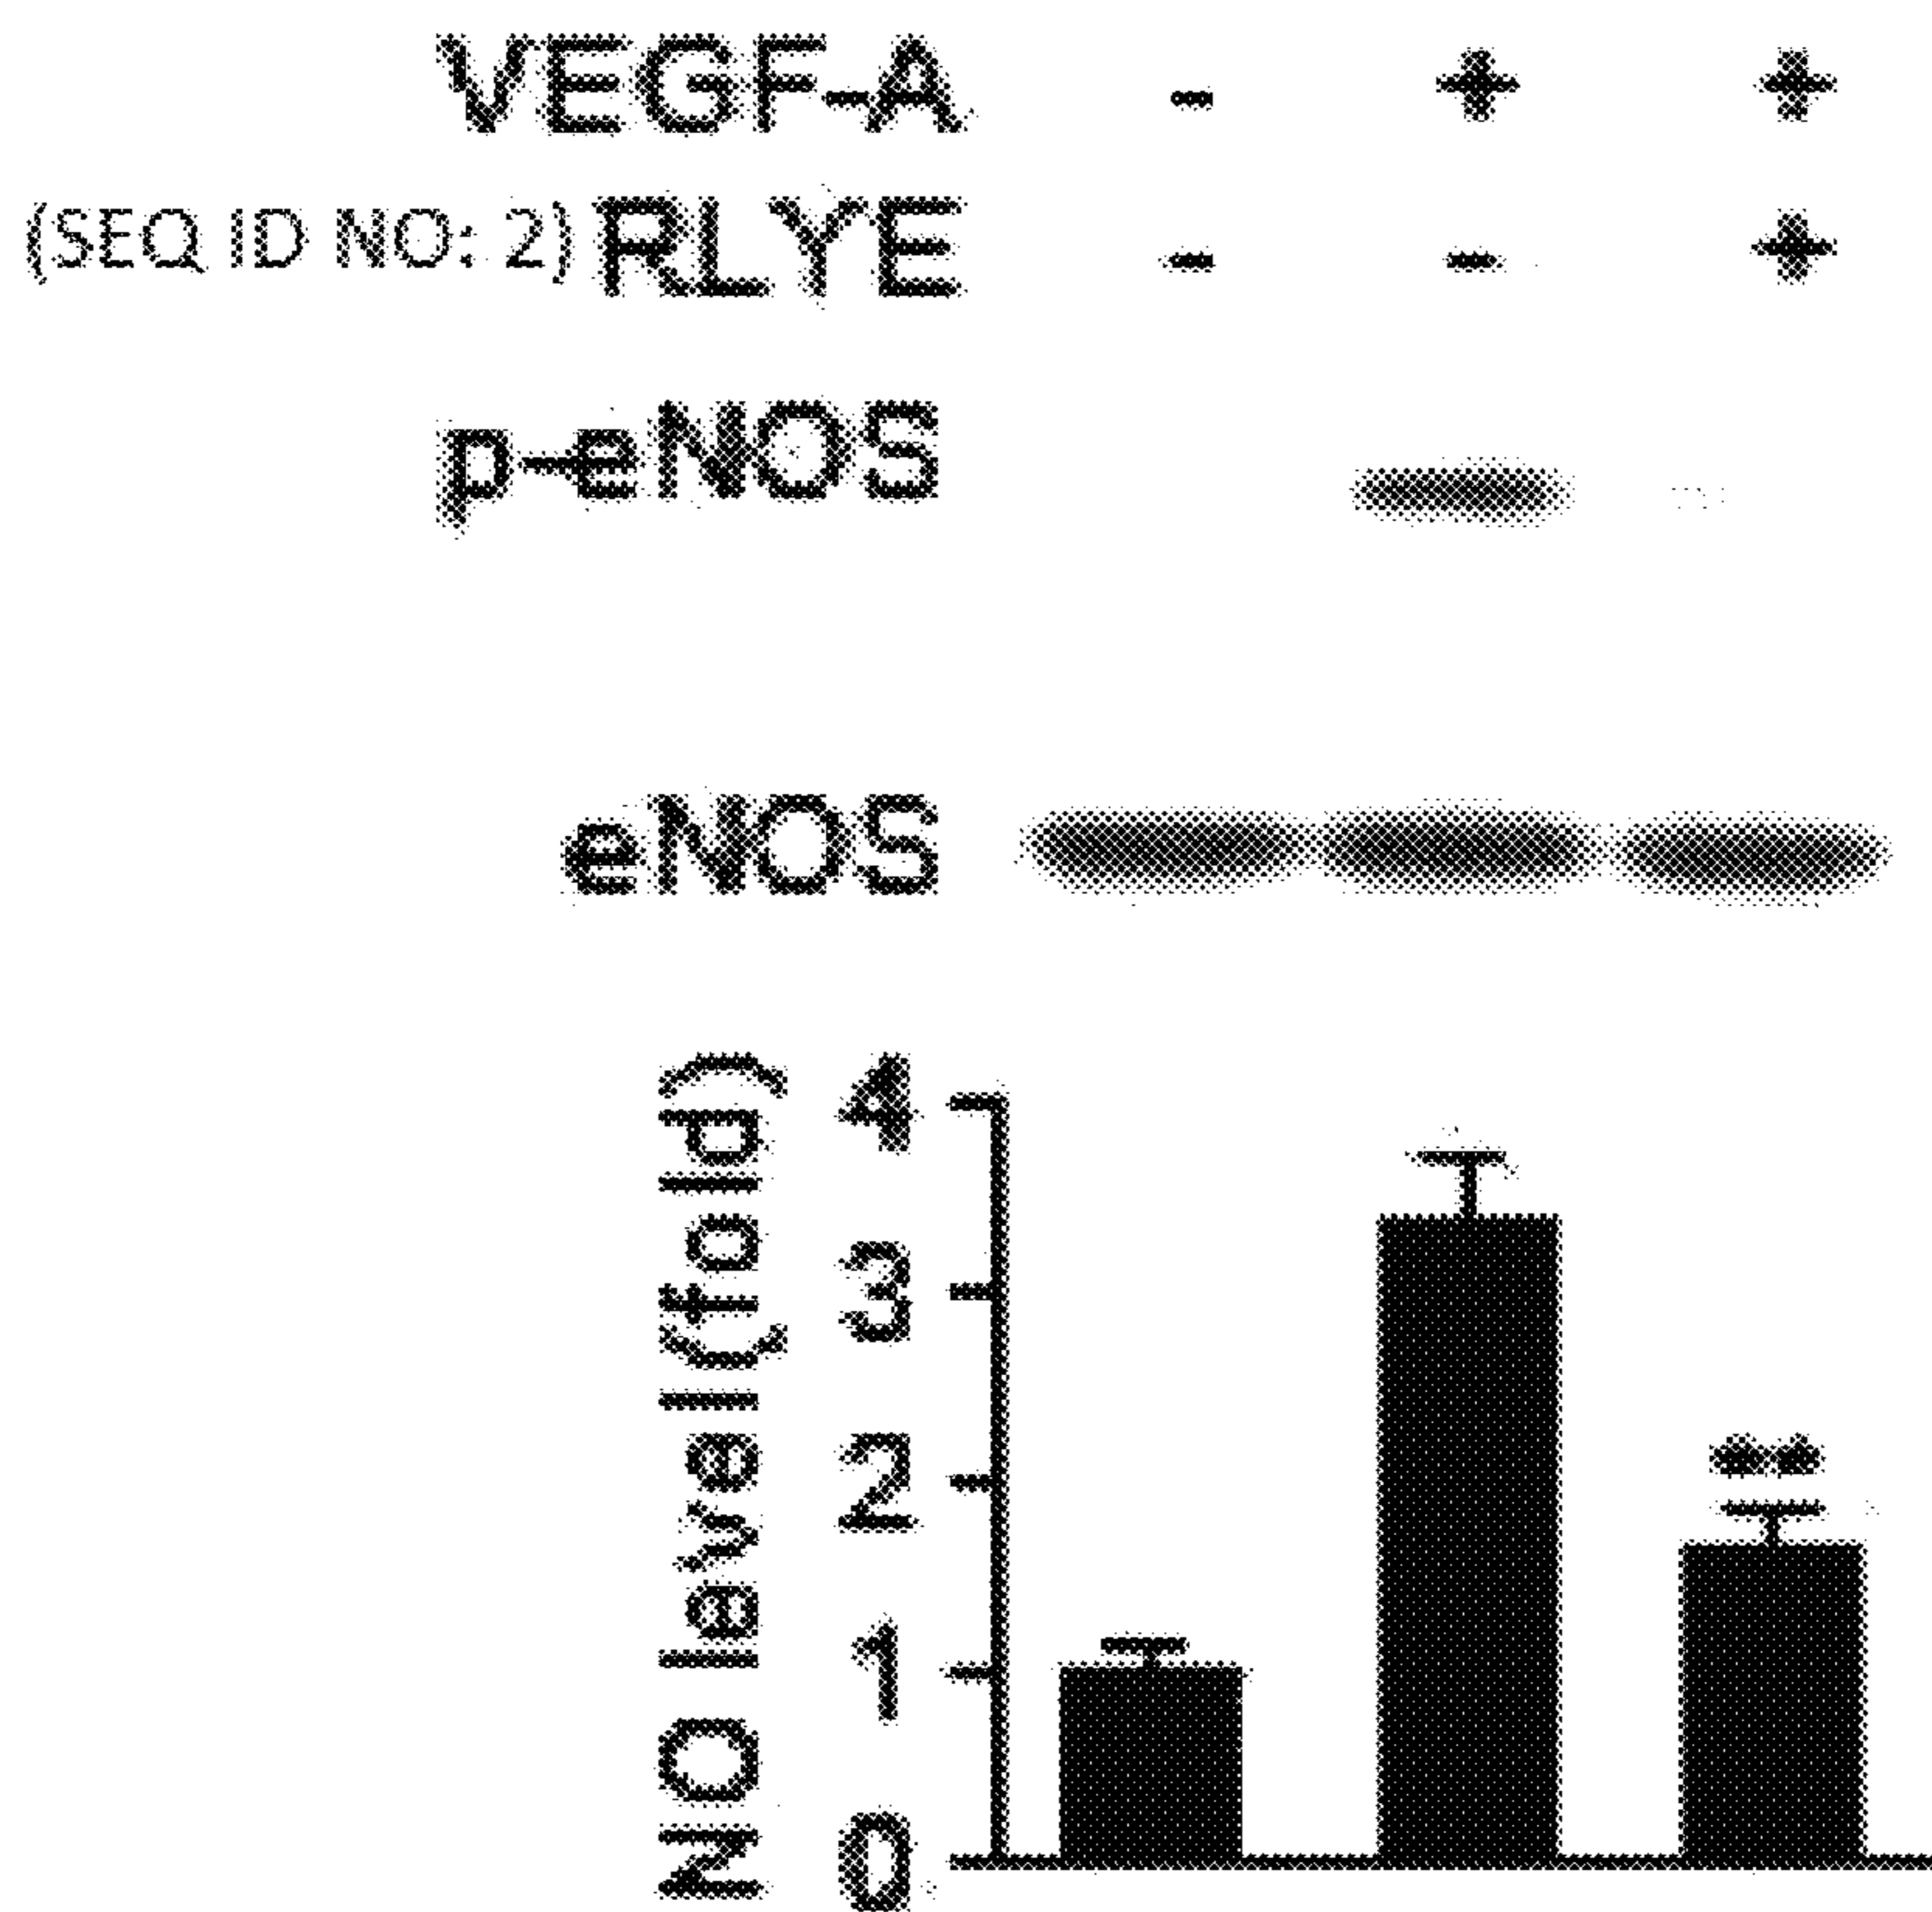 VEGF-A - + +
(SEQ ID NO: 2) RLYE - - +
p-eNOS
eNOS
NO level(fold)
4
3
2
1
0
**